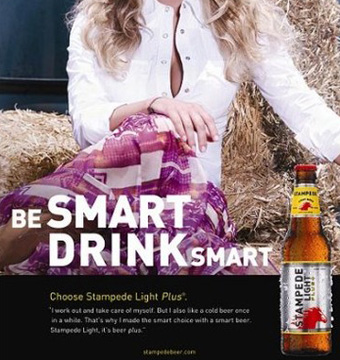 BE SMART
DRINK SMART
Choose Stampede Light Plus®.
"I work out and take care of myself. But I also like a cold beer once
in a while. That's why I made the smart choice with a smart beer.
Stampede Light, it's beer plus."
STAMPEDE
STAMPEDE
LIGHT
PLUS
stampedebeer.com